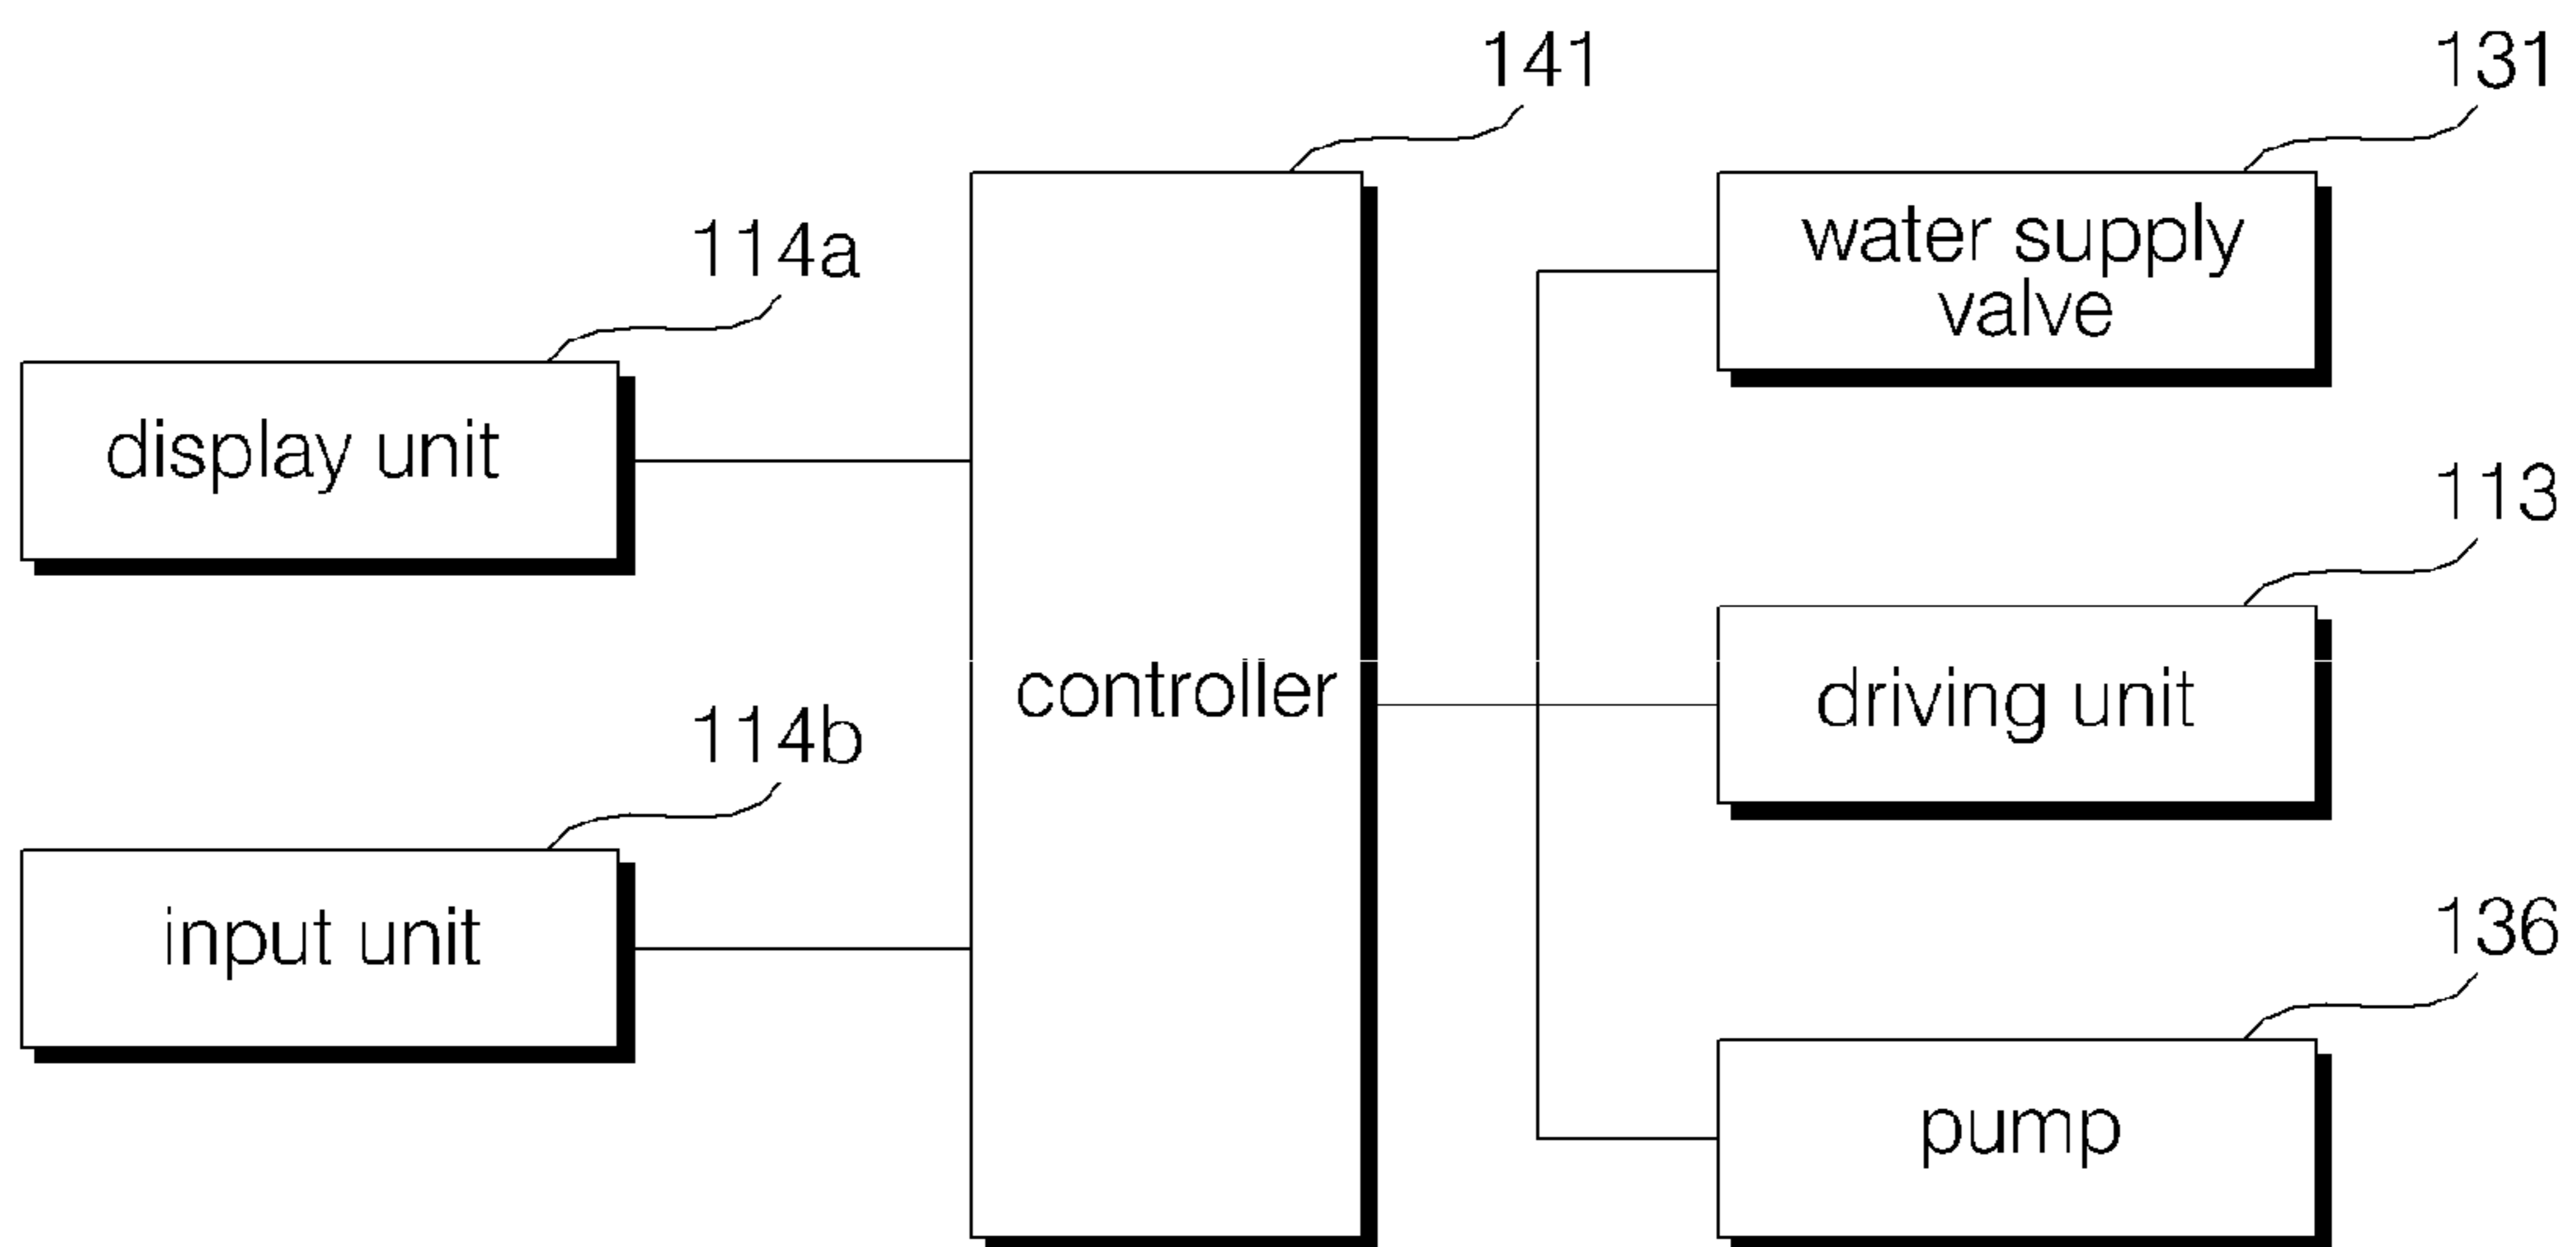 141
131
114a
water supply
valve
display unit
113
controller
driving unit
114b
input unit
136
pump